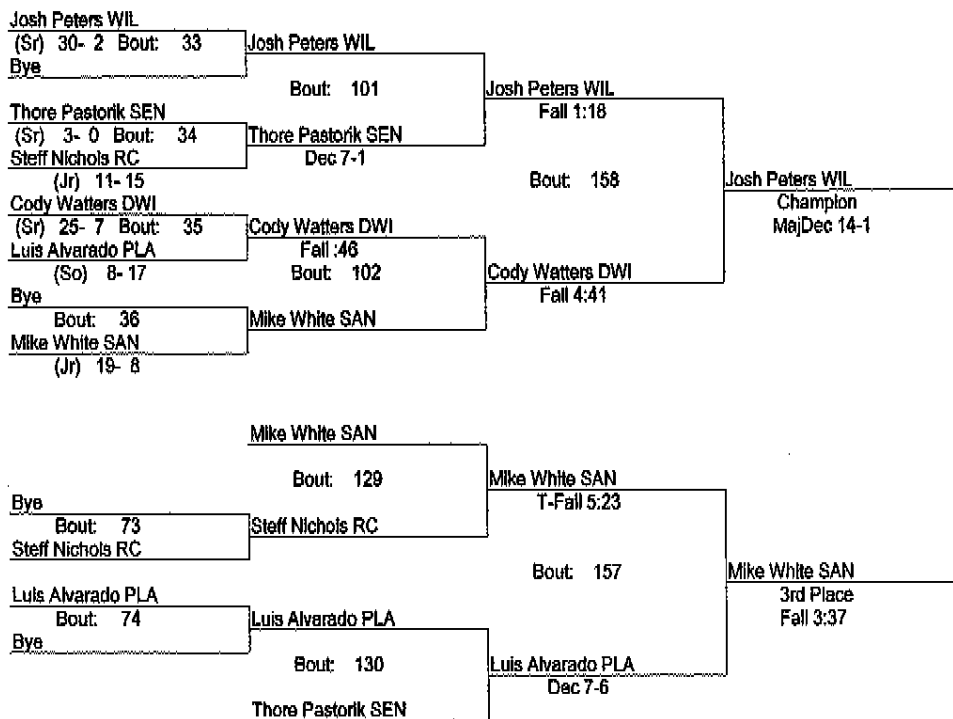 Josh Peters WIL
(Sr) 30- 2 Bout: 33
Bye
Josh Peters WIL
Bout: 101
Thore Pastorik SEN
(Sr) 3- 0 Bout: 34
Steff Nichols RC
(Jr) 11- 15
Thore Pastorik SEN
Dec 7-1
Josh Peters WIL
Fall 1:18
Cody Watters DWI
(Sr) 25- 7 Bout: 35
Luis Alvarado PLA
(So) 8- 17
Cody Watters DWI
Fall :46
Bout: 102
Bye
Bout: 36
Mike White SAN
(Jr) 19- 8
Mike White SAN
Cody Watters DWI
Fall 4:41
Bout: 158
Josh Peters WIL
Champion
MajDec 14-1
Mike White SAN
Bout: 129
Bye
Bout: 73
Steff Nichols RC
Steff Nichols RC
Mike White SAN
T-Fall 5:23
Luis Alvarado PLA
Bout: 74
Bye
Luis Alvarado PLA
Bout: 130
Thore Pastorik SEN
Luis Alvarado PLA
Dec 7-6
Bout: 157
Mike White SAN
3rd Place
Fall 3:37